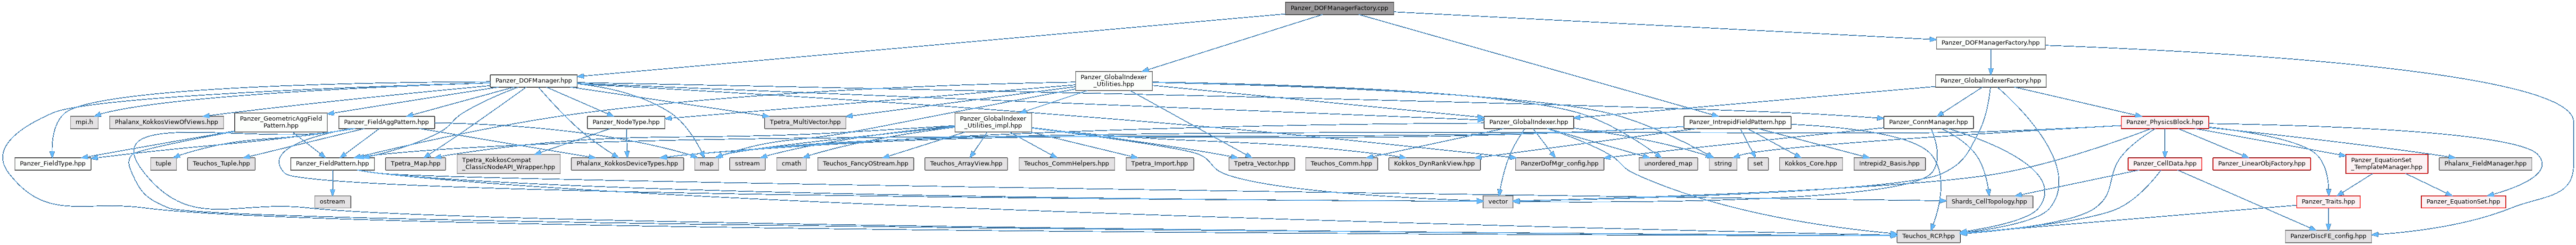 Panzer_DOFManagerFactory.cpp
Panzer_DOFManagerFactory.hpp
Panzer_DOFManager.hpp
Panzer_GlobalIndexer
_Utilities.hpp
Panzer_GlobalIndexerFactory.hpp
mpi.h
Phalanx_KokkosViewOfViews.hpp
Panzer_GeometricAggField
Pattern.hpp
Panzer_FieldAggPattern.hpp
Panzer_NodeType.hpp
Tpetra_MultiVector.hpp
Panzer_GlobalIndexer
_Utilities_impl.hpp
Panzer_GlobalIndexer.hpp
Panzer_IntrepidFieldPattern.hpp
Panzer_ConnManager.hpp
Panzer_PhysicsBlock.hpp
Panzer_FieldType.hpp
tuple
Teuchos_Tuple.hpp
Panzer_FieldPattern.hpp
Tpetra_Map.hpp
Tpetra_KokkosCompat
_ClassicNodeAPI_Wrapper.hpp
Phalanx_KokkosDeviceTypes.hpp
map
sstream
cmath
Teuchos_FancyOStream.hpp
Teuchos_ArrayView.hpp
Teuchos_CommHelpers.hpp
Tpetra_Import.hpp
Tpetra_Vector.hpp
Teuchos_Comm.hpp
Kokkos_DynRankView.hpp
PanzerDofMgr_config.hpp
unordered_map
string
set
Kokkos_Core.hpp
Intrepid2_Basis.hpp
Panzer_CellData.hpp
Panzer_LinearObjFactory.hpp
Panzer_EquationSet
_TemplateManager.hpp
Phalanx_FieldManager.hpp
ostream
vector
Shards_CellTopology.hpp
Panzer_Traits.hpp
Panzer_EquationSet.hpp
Teuchos_RCP.hpp
PanzerDiscFE_config.hpp